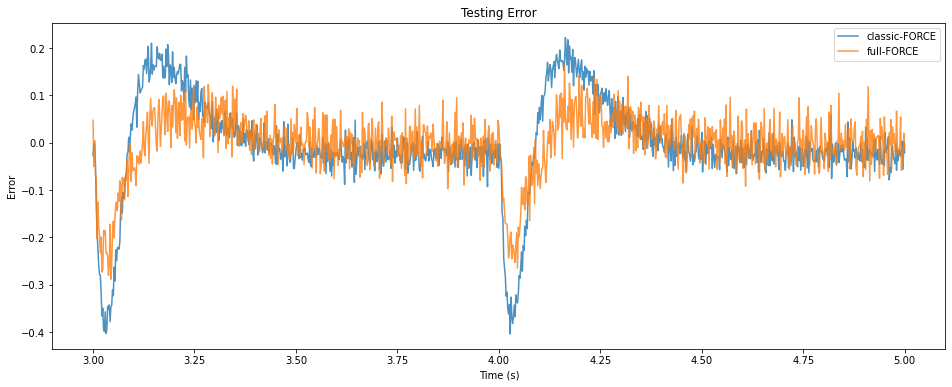 Testing Error
classic-FORCE
full-FORCE
Error
0.2
0.1
0.0
−0.1
−0.2
−0.3
−0.4
3.00 3.25 3.50 3.75 4.00 4.25 4.50 4.75 5.00
Time (s)